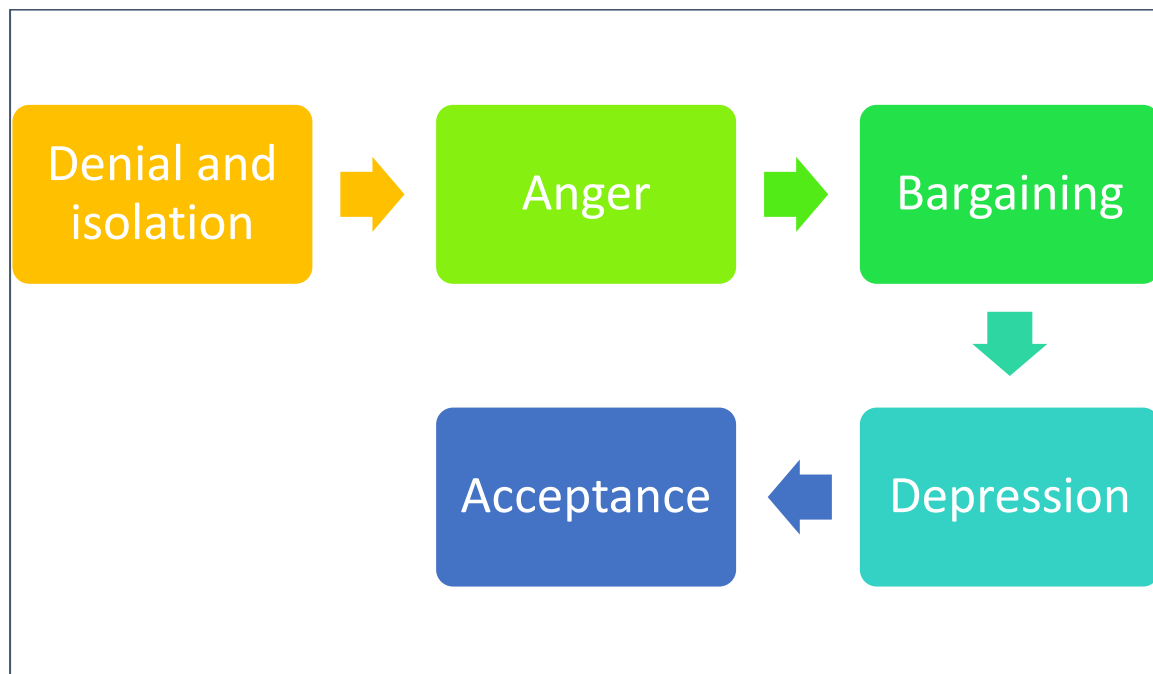 Denial and
isolation
Anger
Bargaining
Depression
Acceptance